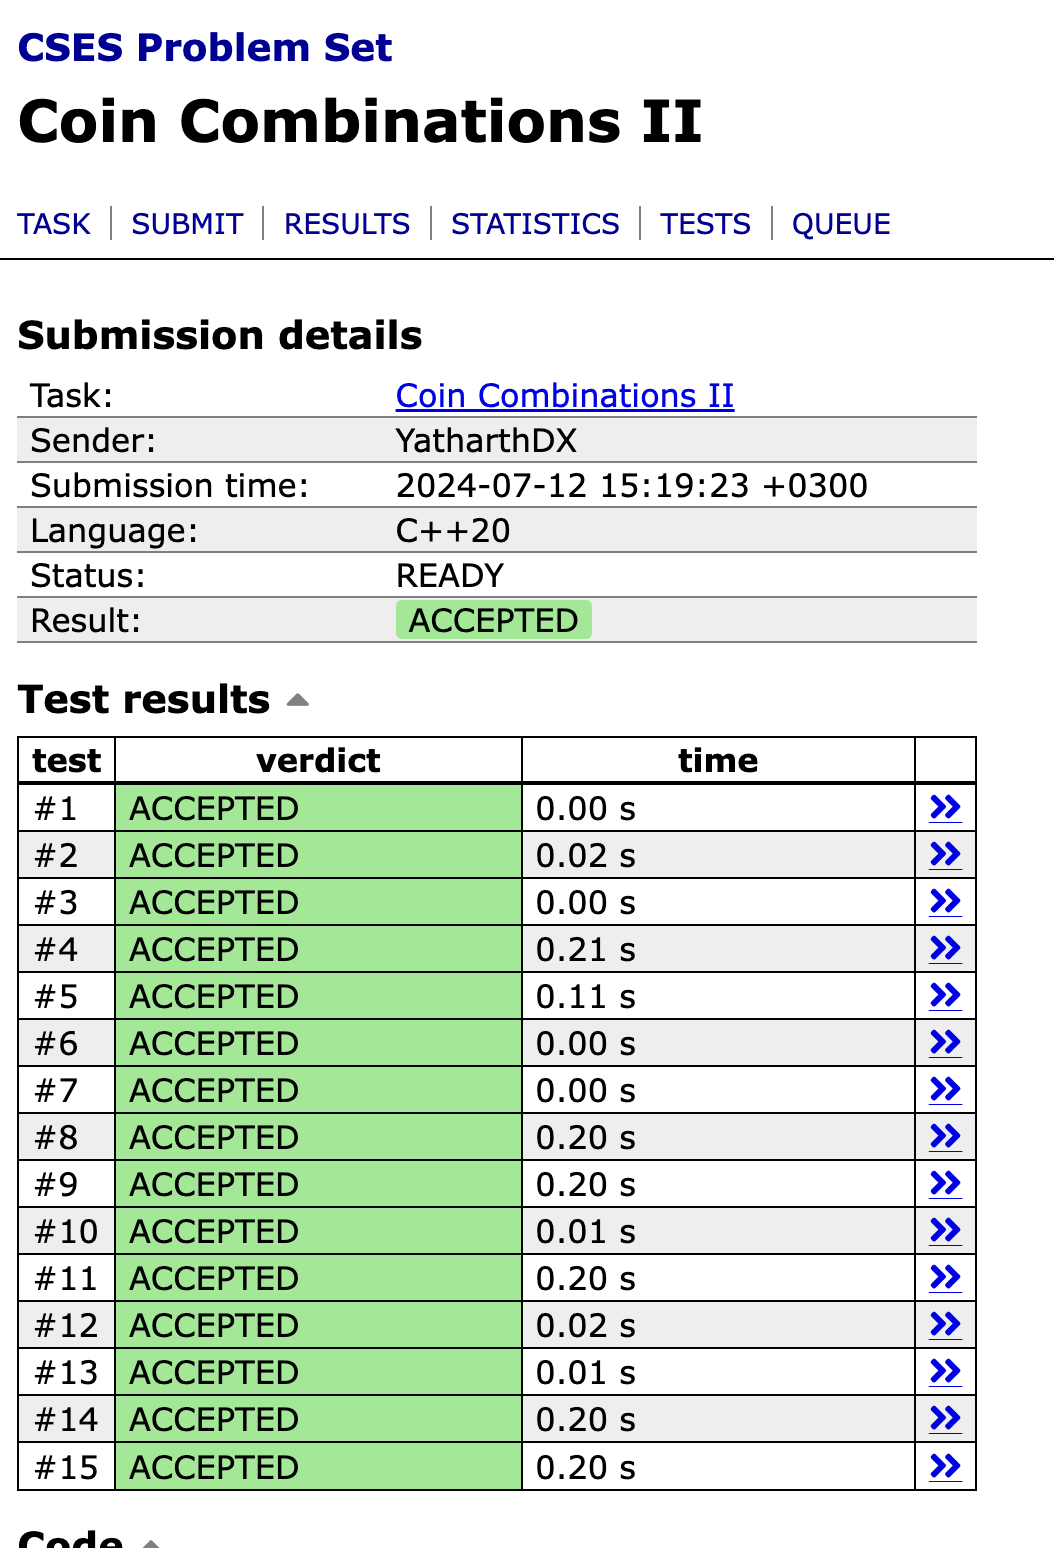 CSES Problem Set
Coin Combinations II
TASK | SUBMIT | RESULTS | STATISTICS | TESTS | QUEUE
Submission details
Task: Coin Combinations II
Sender: YatharthDX
Submission time: 2024-07-12 15:19:23 +0300
Language: C++20
Status: READY
Result: ACCEPTED
Test results
test verdict time
#1 ACCEPTED 0.00 s »
#2 ACCEPTED 0.02 s »
#3 ACCEPTED 0.00 s »
#4 ACCEPTED 0.21 s »
#5 ACCEPTED 0.11 s »
#6 ACCEPTED 0.00 s »
#7 ACCEPTED 0.00 s »
#8 ACCEPTED 0.20 s »
#9 ACCEPTED 0.20 s »
#10 ACCEPTED 0.01 s »
#11 ACCEPTED 0.20 s »
#12 ACCEPTED 0.02 s »
#13 ACCEPTED 0.01 s »
#14 ACCEPTED 0.20 s »
#15 ACCEPTED 0.20 s »
Code